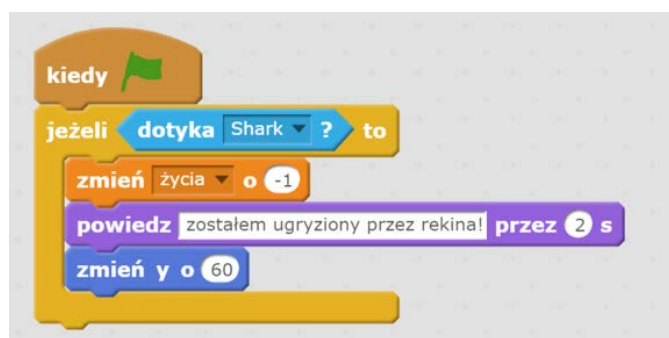 kiedy
jeżeli dotyka Shark ? to
zmień życia o -1
powiedz zostałem ugryziony przez rekina! przez 2 s
zmień y o 60